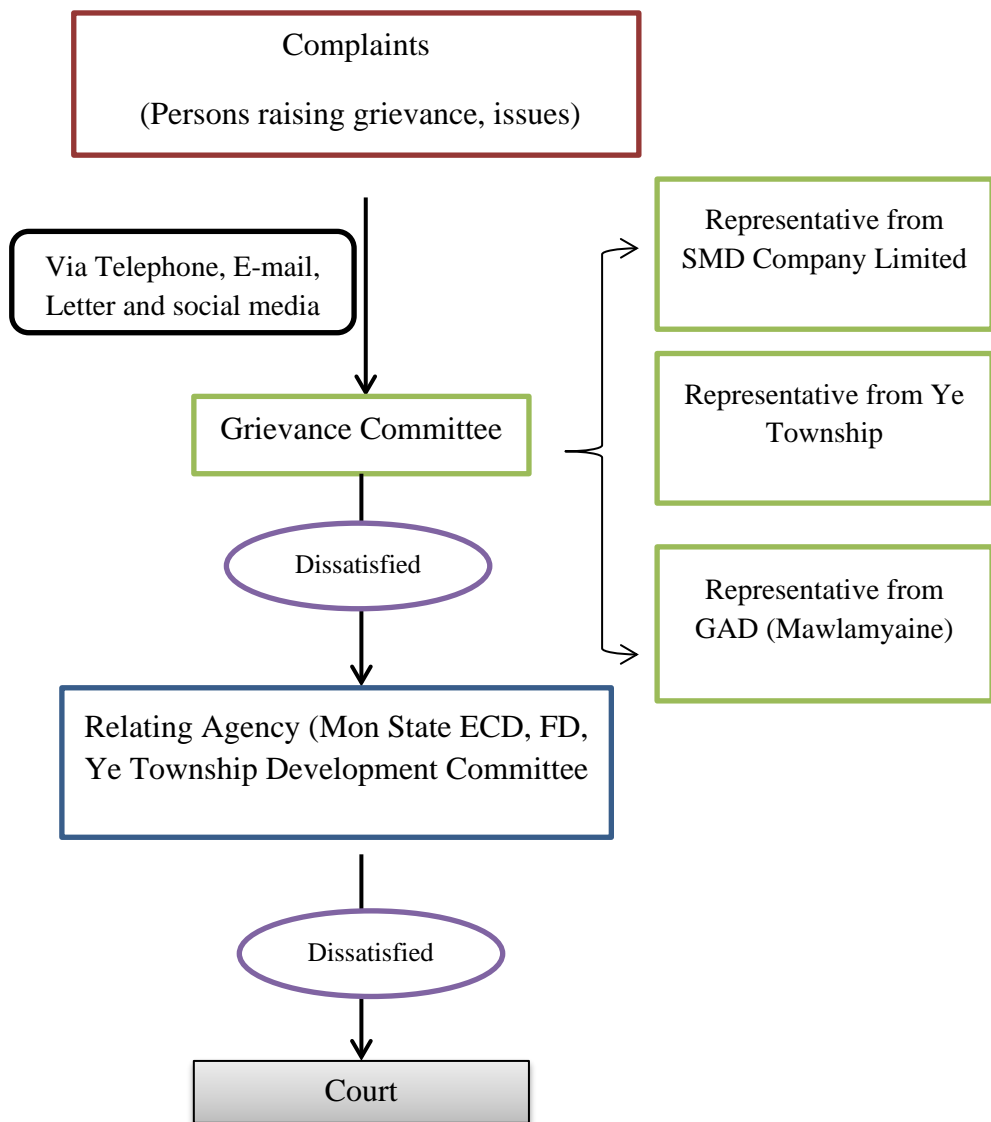 Complaints
(Persons raising grievance, issues)
Via Telephone, E-mail,
Letter and social media
Grievance Committee
Representative from
SMD Company Limited
Representative from Ye
Township
Representative from
GAD (Mawlamyaine)
Dissatisfied
Relating Agency (Mon State ECD, FD,
Ye Township Development Committee
Dissatisfied
Court